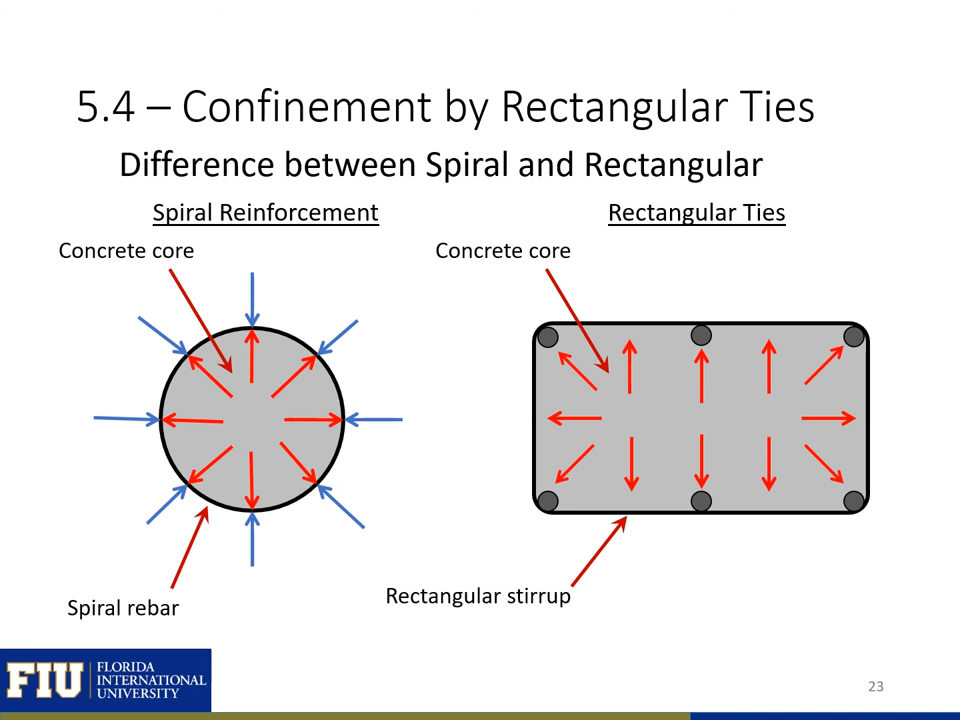 5.4 – Confinement by Rectangular Ties
Difference between Spiral and Rectangular
Spiral Reinforcement
Rectangular Ties
Concrete core
Concrete core
Rectangular stirrup
Spiral rebar
FIU
FLORIDA
INTERNATIONAL
UNIVERSITY
23